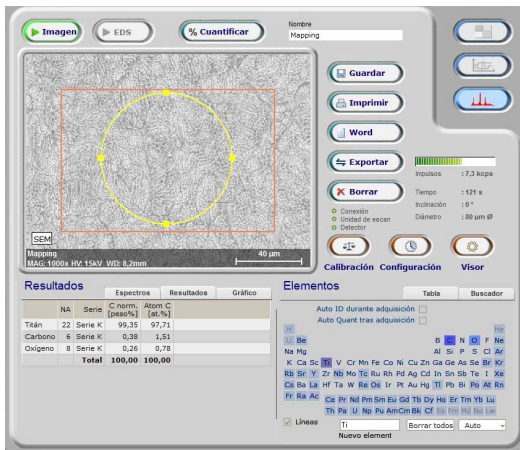 Imagen
EDS
% Cuantificar
Nombre
Mapping
Guardar
Imprimir
Word
Exportar
Borrar
Impulsos : 7,3 kcps
Tiempo : 121 s
Inclinación : 0 °
Diámetro : 80 µm Ø
Conexión
Unidad de escan
Detector
SEM
Mapping 40 µm
MAG: 1000x HV: 15kV WD: 8,2mm
Calibración Configuración Visor
Resultados
Espectros Resultados Gráfico
NA Serie C norm. [peso%] Atom C [at.%]
Titán 22 Serie K 99,35 97,71
Carbono 6 Serie K 0,38 1,51
Oxígeno 8 Serie K 0,26 0,78
Total 100,00 100,00
Elementos
Tabla Buscador
Auto ID durante adquisición
Auto Quant tras adquisición
H He
Li Be B C N O F Ne
Na Mg Al Si P S Cl Ar
K Ca Sc Ti V Cr Mn Fe Co Ni Cu Zn Ga Ge As Se Br Kr
Rb Sr Y Zr Nb Mo Tc Ru Rh Pd Ag Cd In Sn Sb Te I Xe
Cs Ba La Hf Ta W Re Os Ir Pt Au Hg Tl Pb Bi Po At Rn
Fr Ra Ac Ce Pr Nd Pm Sm Eu Gd Tb Dy Ho Er Tm Yb Lu
Th Pa U Np Pu Am Cm Bk Cf Es Fm Md No Lw
Líneas Ti Borrar todos Auto
Nuevo element